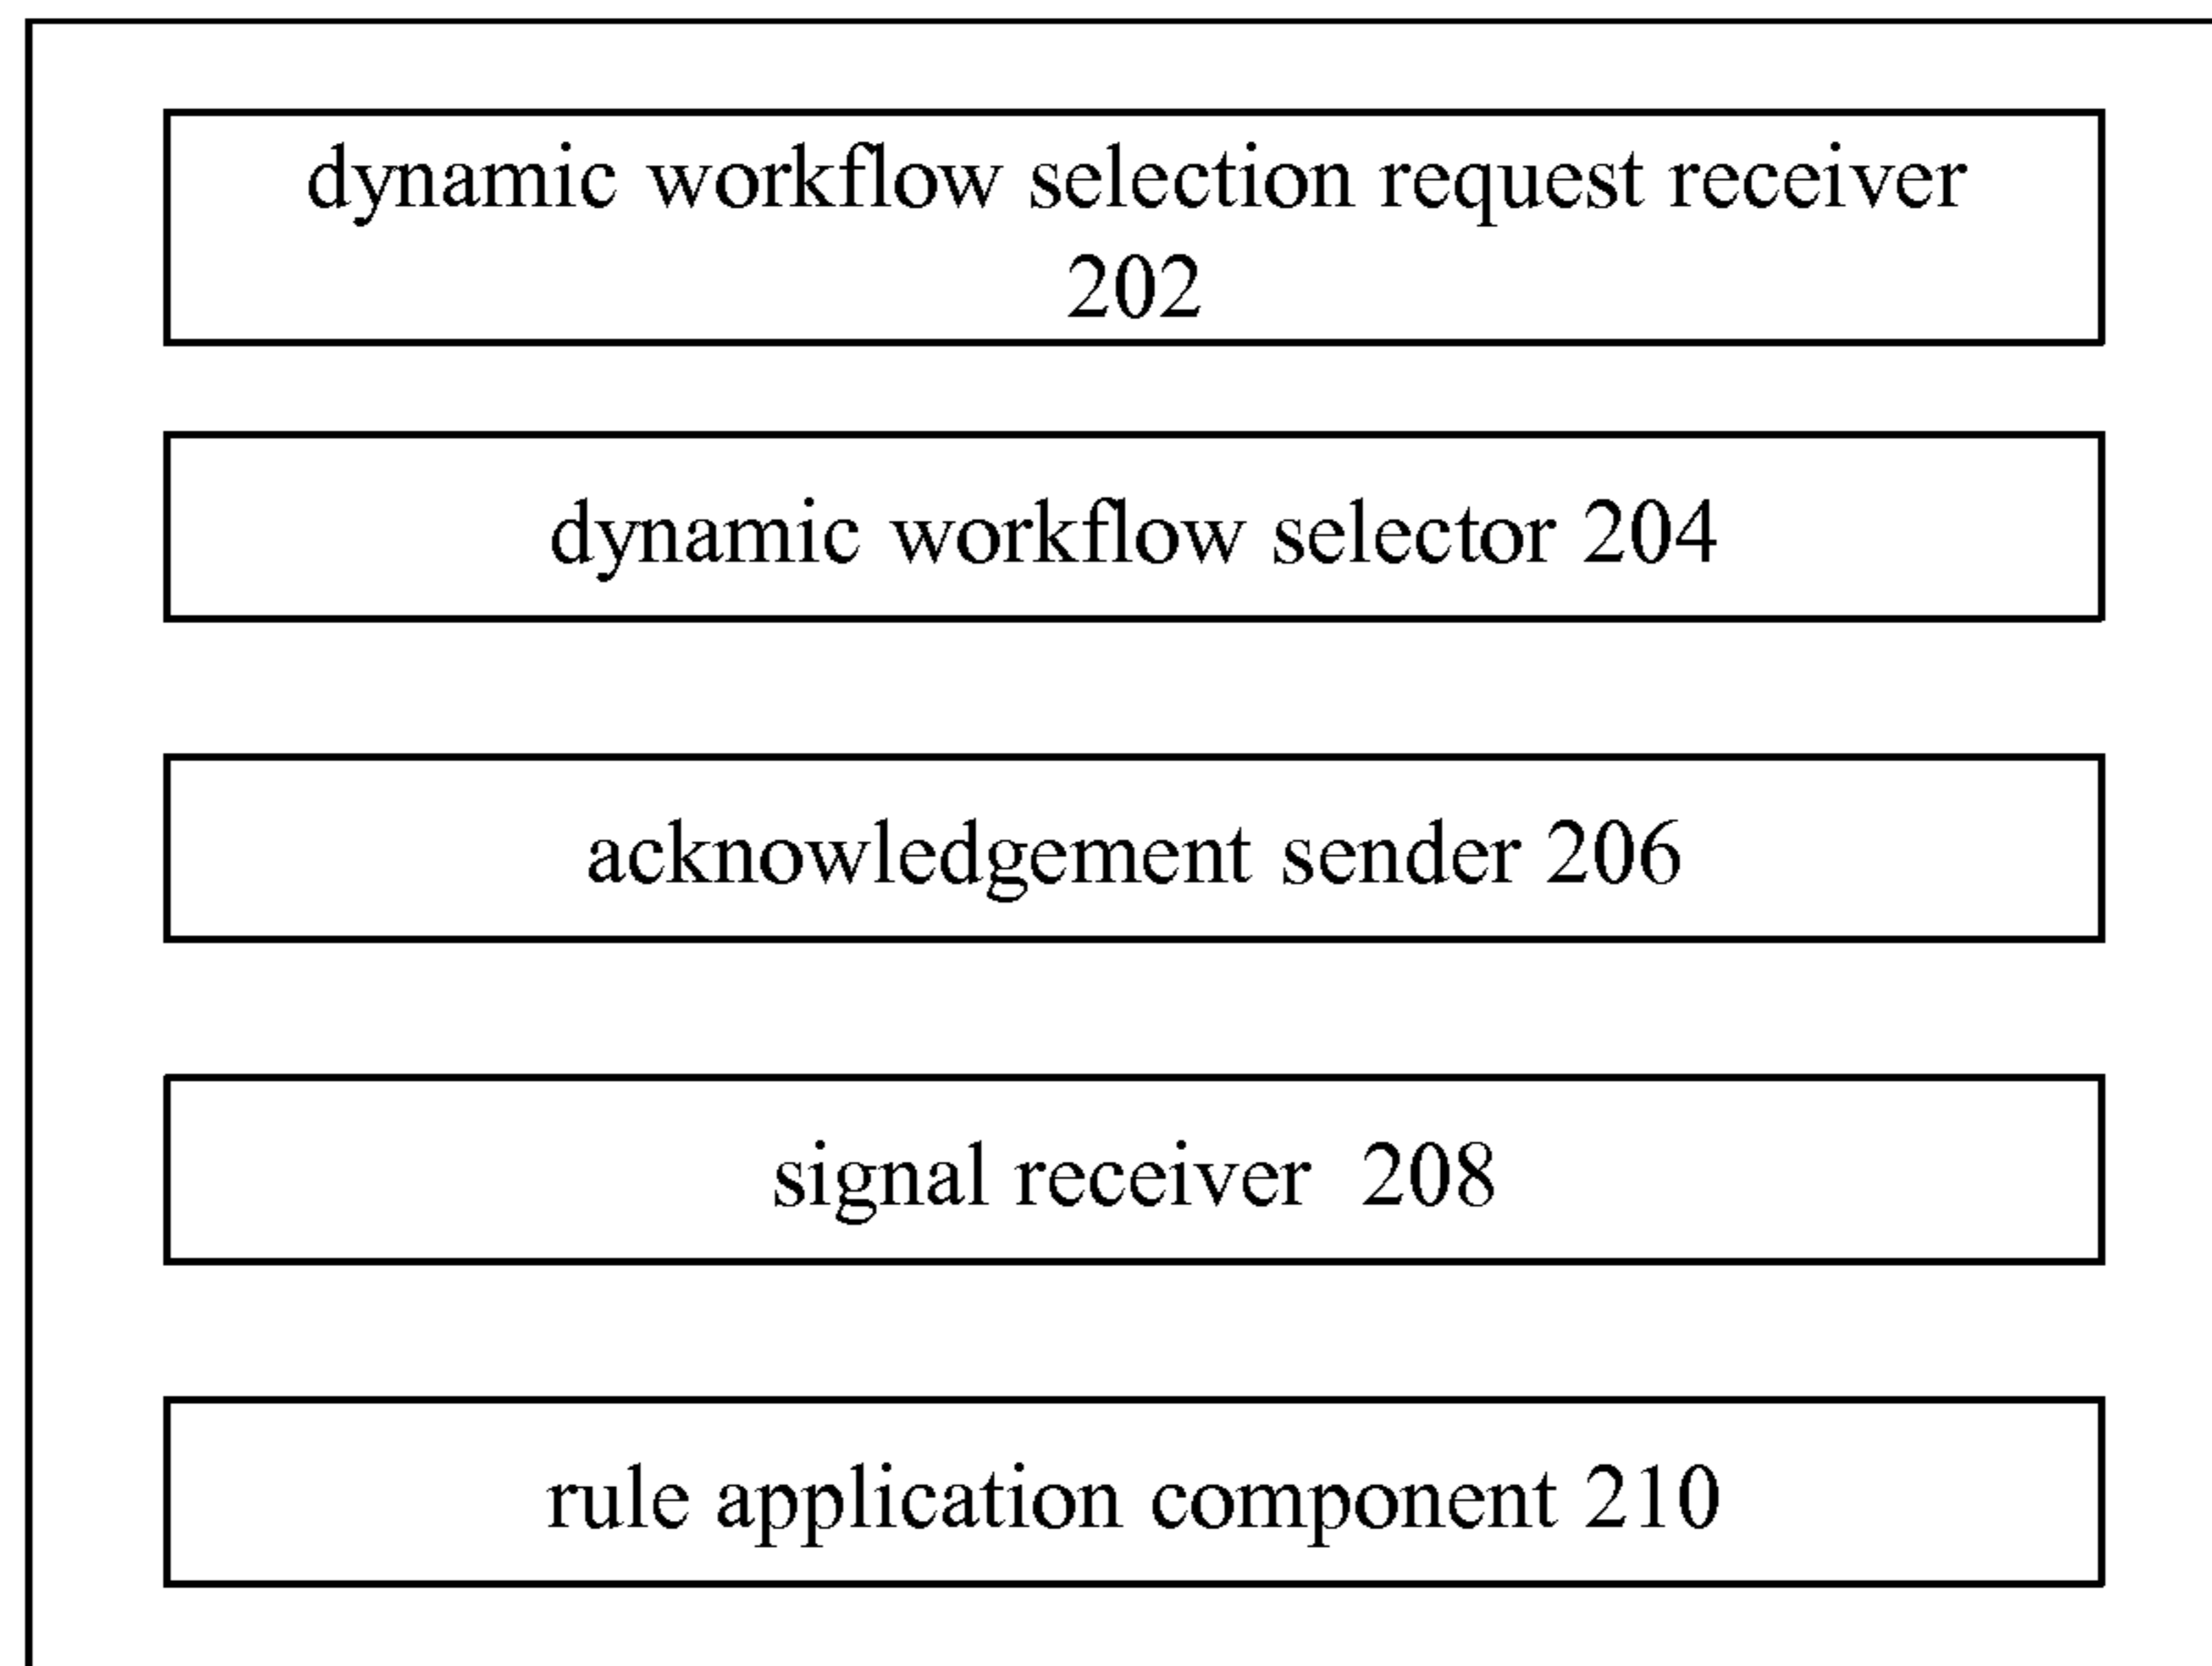 dynamic workflow selection request receiver
202
dynamic workflow selector 204
acknowledgement sender 206
signal receiver 208
rule application component 210